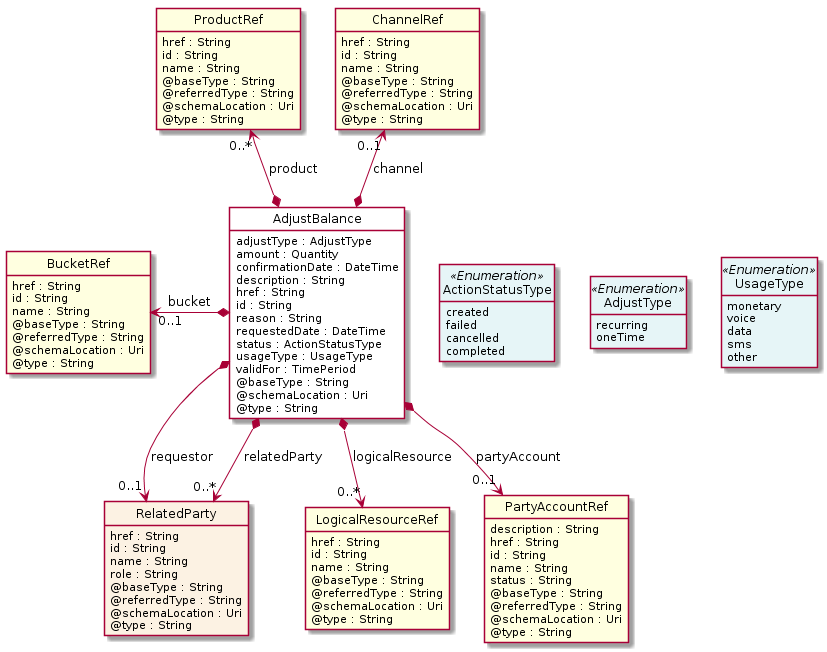 ProductRef
href : String
id : String
name : String
@baseType : String
@referredType : String
@schemaLocation : Uri
@type : String
ChannelRef
href : String
id : String
name : String
@baseType : String
@referredType : String
@schemaLocation : Uri
@type : String
0..*
product
0..1
channel
AdjustBalance
adjustType : AdjustType
amount : Quantity
confirmationDate : DateTime
description : String
href : String
id : String
reason : String
requestedDate : DateTime
status : ActionStatusType
usageType : UsageType
validFor : TimePeriod
@baseType : String
@schemaLocation : Uri
@type : String
BucketRef
href : String
id : String
name : String
@baseType : String
@referredType : String
@schemaLocation : Uri
@type : String
bucket
0..1
«Enumeration»
ActionStatusType
created
failed
cancelled
completed
«Enumeration»
AdjustType
recurring
oneTime
«Enumeration»
UsageType
monetary
voice
data
sms
other
requestor
0..1
relatedParty
0..*
logicalResource
0..*
partyAccount
0..1
RelatedParty
href : String
id : String
name : String
role : String
@baseType : String
@referredType : String
@schemaLocation : Uri
@type : String
LogicalResourceRef
href : String
id : String
name : String
@baseType : String
@referredType : String
@schemaLocation : Uri
@type : String
PartyAccountRef
description : String
href : String
id : String
name : String
status : String
@baseType : String
@referredType : String
@schemaLocation : Uri
@type : String